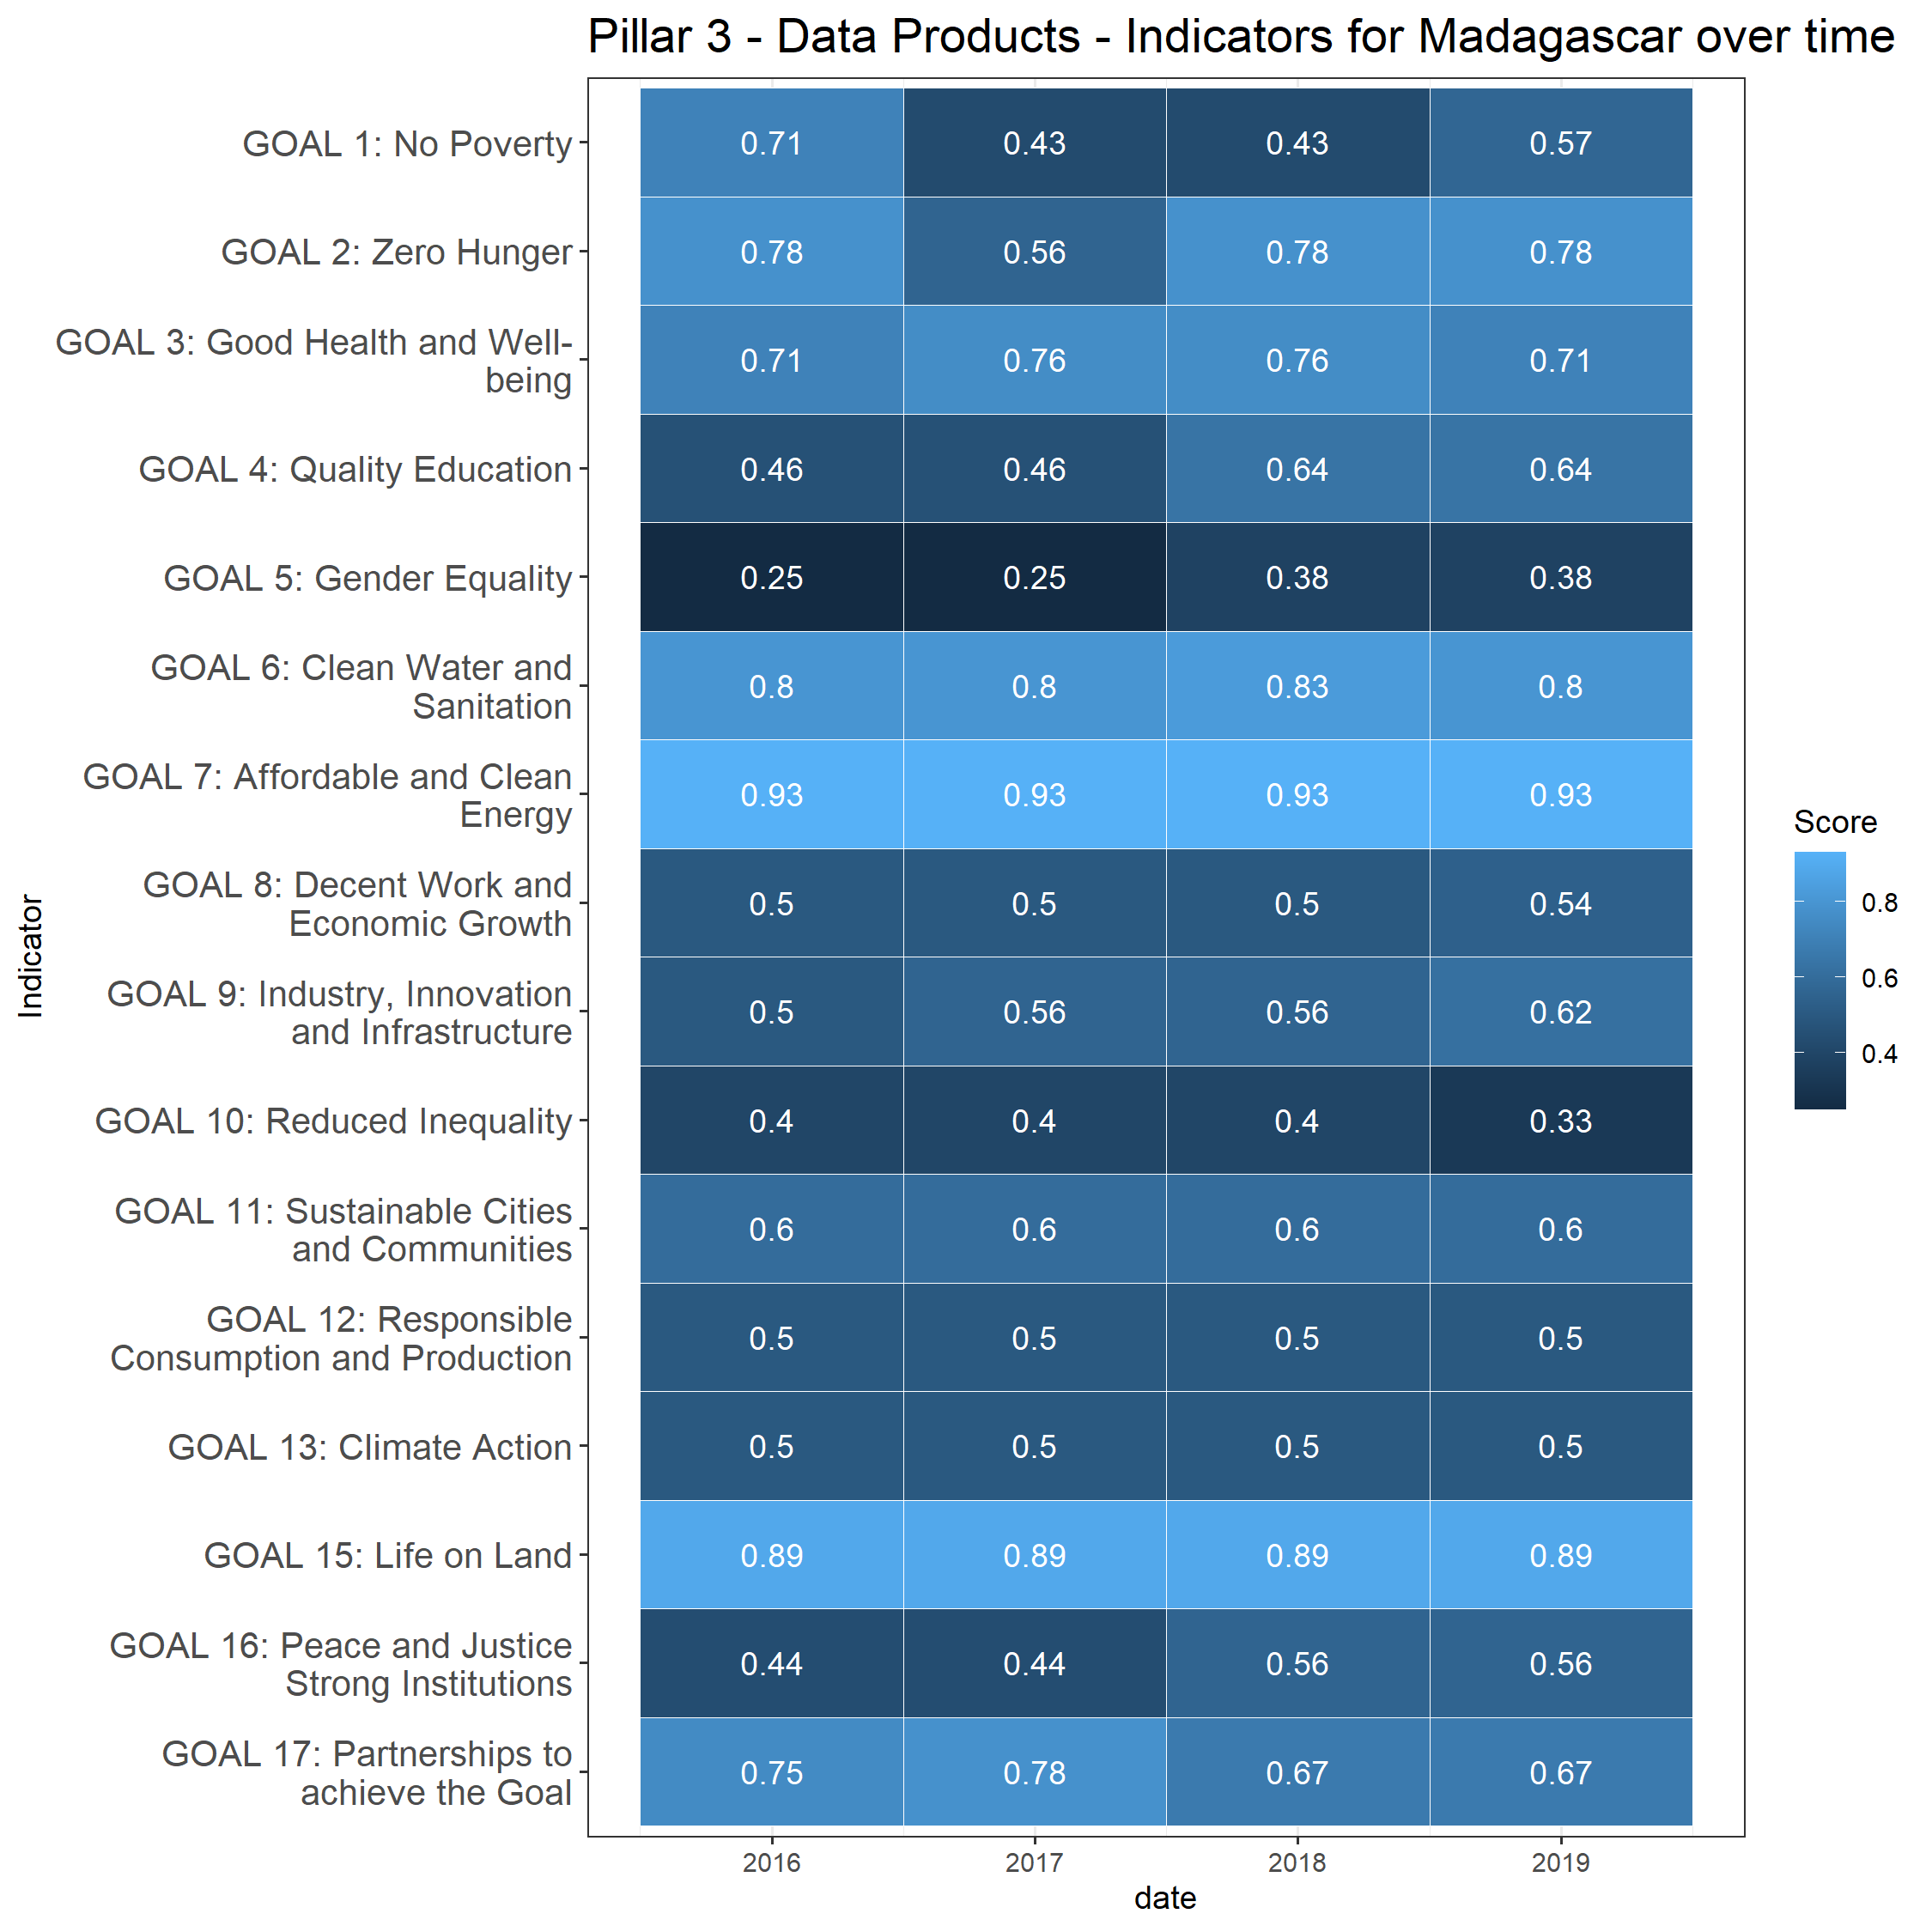 Pillar 3 - Data Products - Indicators for Madagascar over time
GOAL 1: No Poverty
0.71 0.43 0.43 0.57
GOAL 2: Zero Hunger
0.78 0.56 0.78 0.78
GOAL 3: Good Health and Well-
being
0.71 0.76 0.76 0.71
GOAL 4: Quality Education
0.46 0.46 0.64 0.64
GOAL 5: Gender Equality
0.25 0.25 0.38 0.38
GOAL 6: Clean Water and
Sanitation
0.8 0.8 0.83 0.8
GOAL 7: Affordable and Clean
Energy
0.93 0.93 0.93 0.93
GOAL 8: Decent Work and
Economic Growth
0.5 0.5 0.5 0.54
GOAL 9: Industry, Innovation
and Infrastructure
0.5 0.56 0.56 0.62
GOAL 10: Reduced Inequality
0.4 0.4 0.4 0.33
GOAL 11: Sustainable Cities
and Communities
0.6 0.6 0.6 0.6
GOAL 12: Responsible
Consumption and Production
0.5 0.5 0.5 0.5
GOAL 13: Climate Action
0.5 0.5 0.5 0.5
GOAL 15: Life on Land
0.89 0.89 0.89 0.89
GOAL 16: Peace and Justice
Strong Institutions
0.44 0.44 0.56 0.56
GOAL 17: Partnerships to
achieve the Goal
0.75 0.78 0.67 0.67
2016 2017 2018 2019
date
Indicator
Score
0.8
0.6
0.4